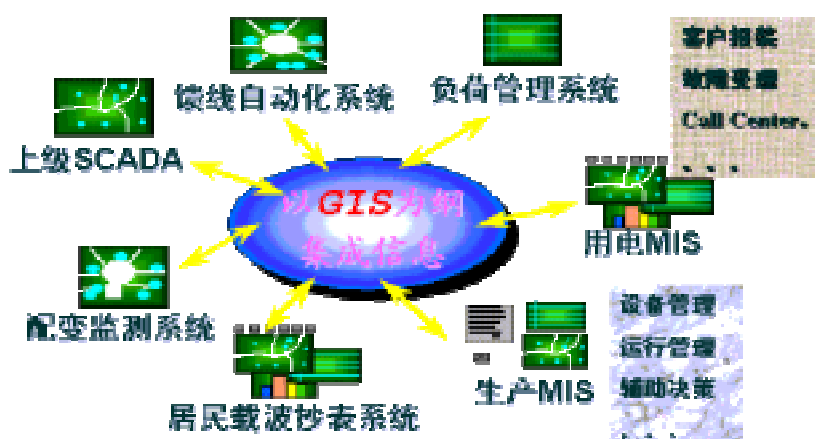 馈线自动化系统
负荷管理系统
客户报装
故障受理
Call Center。
、、、
上级SCADA
以GIS为纲
集成信息
用电MIS
配变监测系统
设备管理
运行管理
辅助决策
生产MIS
居民载波抄表系统